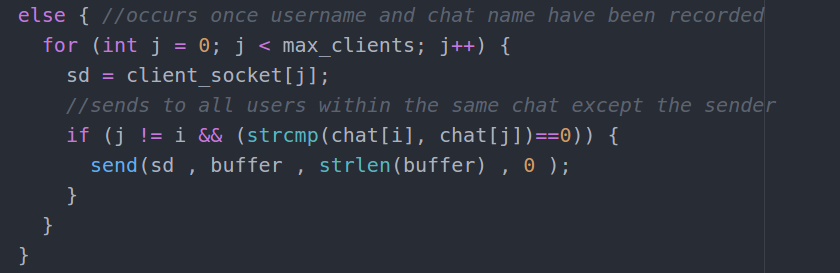 else { //occurs once username and chat name have been recorded
for (int j = 0; j < max_clients; j++) {
sd = client_socket[j];
//sends to all users within the same chat except the sender
if (j != i && (strcmp(chat[i], chat[j])==0)) {
send(sd , buffer , strlen(buffer) , 0 );
}
}
}